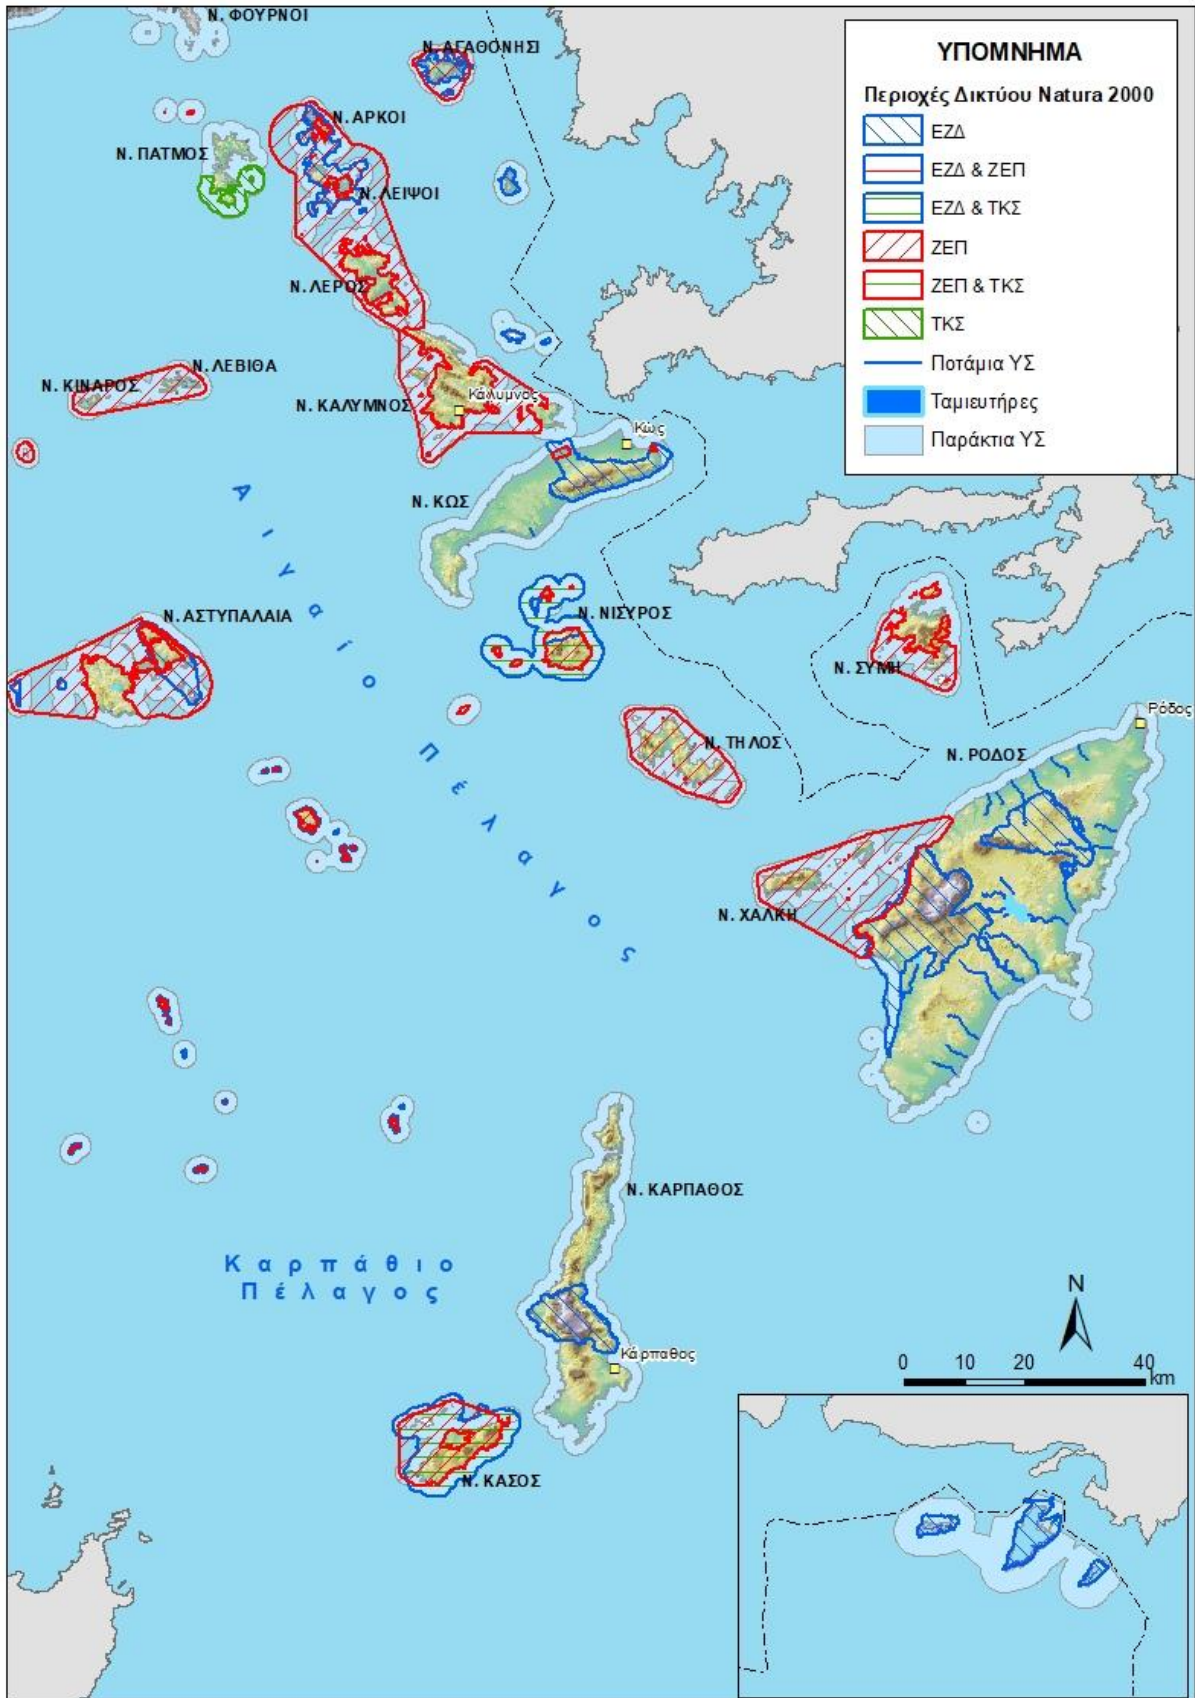 Ν. ΦΟΥΡΝΟΙ
Ν. ΑΓΑΘΟΝΗΣΙ
Ν. ΑΡΚΟΙ
Ν. ΠΑΤΜΟΣ
Ν. ΛΕΙΨΟΙ
Ν. ΛΕΡΟΣ
Ν. ΛΕΒΙΘΑ
Ν. ΚΙΝΑΡΟΣ
Ν. ΚΑΛΥΜΝΟΣ
Κάλυμνος
Κώς
Ν. ΚΩΣ
ΥΠΟΜΝΗΜΑ
Περιοχές Δικτύου Natura 2000
ΕΖΔ
ΕΖΔ & ΖΕΠ
ΕΖΔ & ΤΚΣ
ΖΕΠ
ΖΕΠ & ΤΚΣ
ΤΚΣ
Ποτάμια ΥΣ
Ταμιευτήρες
Παράκτια ΥΣ
Αιγαίο Πέλαγος
Ν. ΑΣΤΥΠΑΛΑΙΑ
Ν. ΝΙΣΥΡΟΣ
Ν. ΣΥΜΗ
Ν. ΤΗΛΟΣ
Ρόδος
Ν. ΡΟΔΟΣ
Ν. ΧΑΛΚΗ
Ν. ΚΑΡΠΑΘΟΣ
Καρπάθιο
Πέλαγος
Κάρπαθος
Ν. ΚΑΣΟΣ
N
0 10 20 40
km